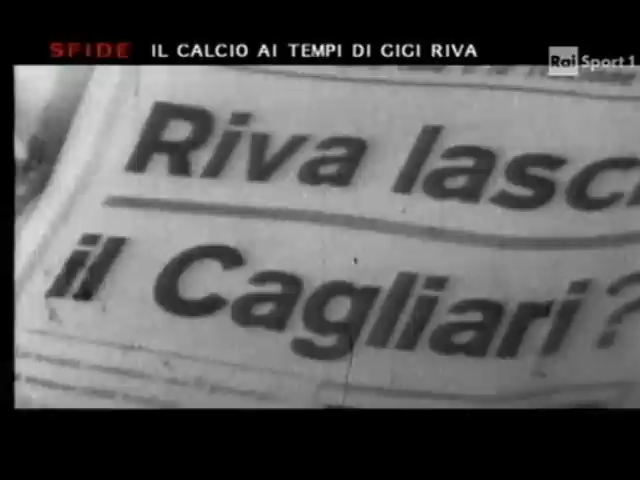 SFIDE IL CALCIO AI TEMPI DI GIGI RIVA
Rai Sport 1
Riva lasc
il Cagliari?